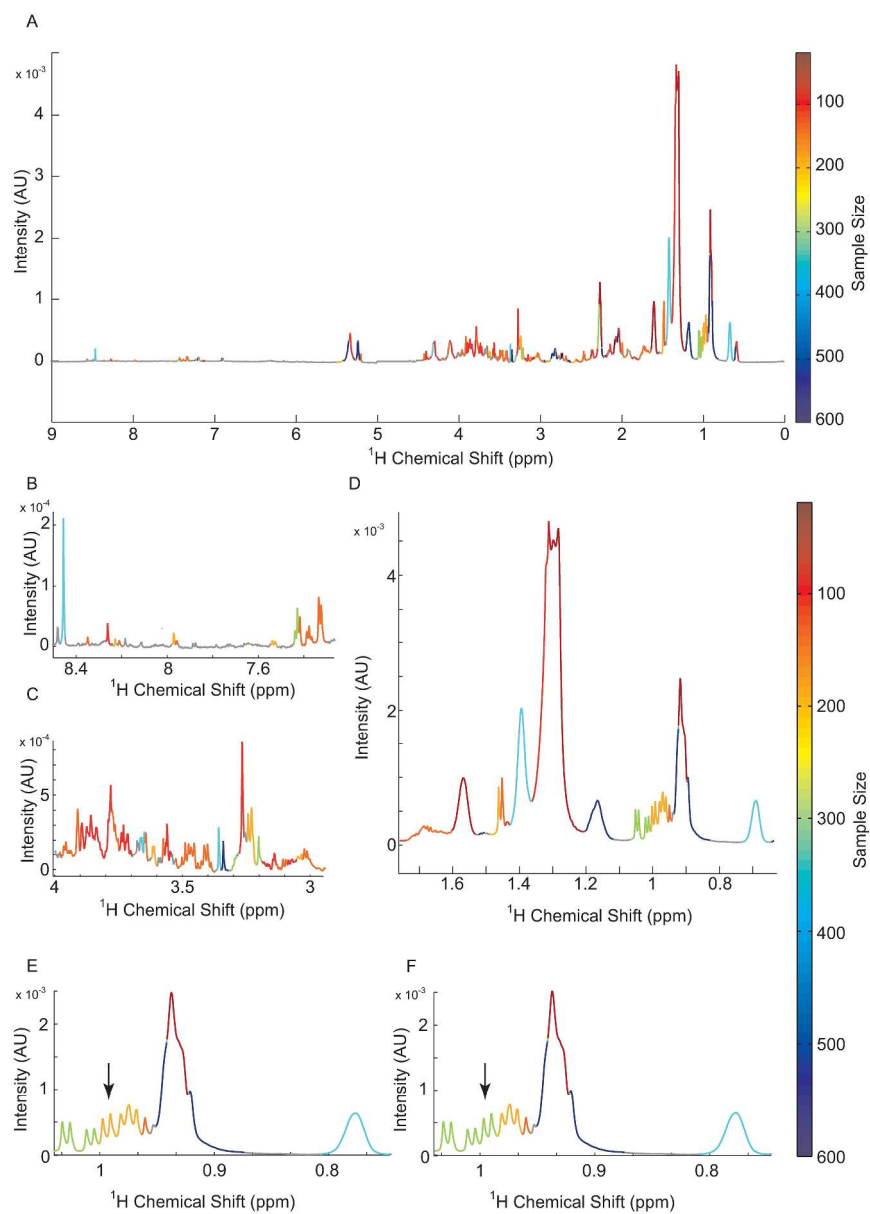 A
x 10-3
4
3
2
1
0
Intensity (AU)
9 8 7 6 5 4 3 2 1 0
1H Chemical Shift (ppm)
100
200
300
400
500
600
Sample Size
B
x 10-4
2
1
0
Intensity (AU)
8.4 8 7.6
1H Chemical Shift (ppm)
C
x 10-4
5
0
Intensity (AU)
4 3.5 3
1H Chemical Shift (ppm)
D
x 10-3
4
2
0
Intensity (AU)
1.6 1.4 1.2 1 0.8
1H Chemical Shift (ppm)
100
200
300
400
500
600
Sample Size
E
x 10-3
2
1
0
Intensity (AU)
1 0.9 0.8
1H Chemical Shift (ppm)
F
x 10-3
2
1
0
Intensity (AU)
1 0.9 0.8
1H Chemical Shift (ppm)